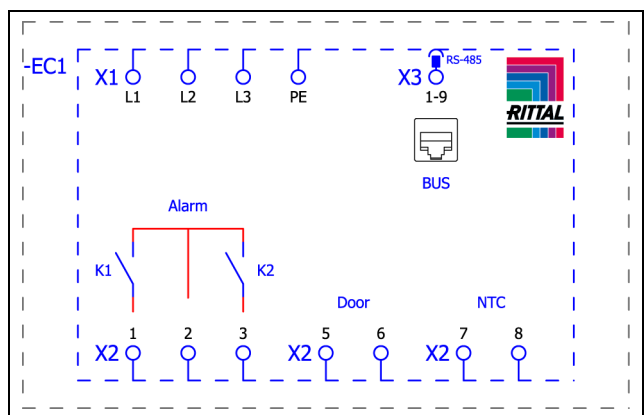 -EC1
X1 L1 L2 L3 PE
X3 RS-485
1-9
RITTAL
BUS
Alarm
K1 K2
Door NTC
1 2 3 5 6 7 8
X2 X2 X2